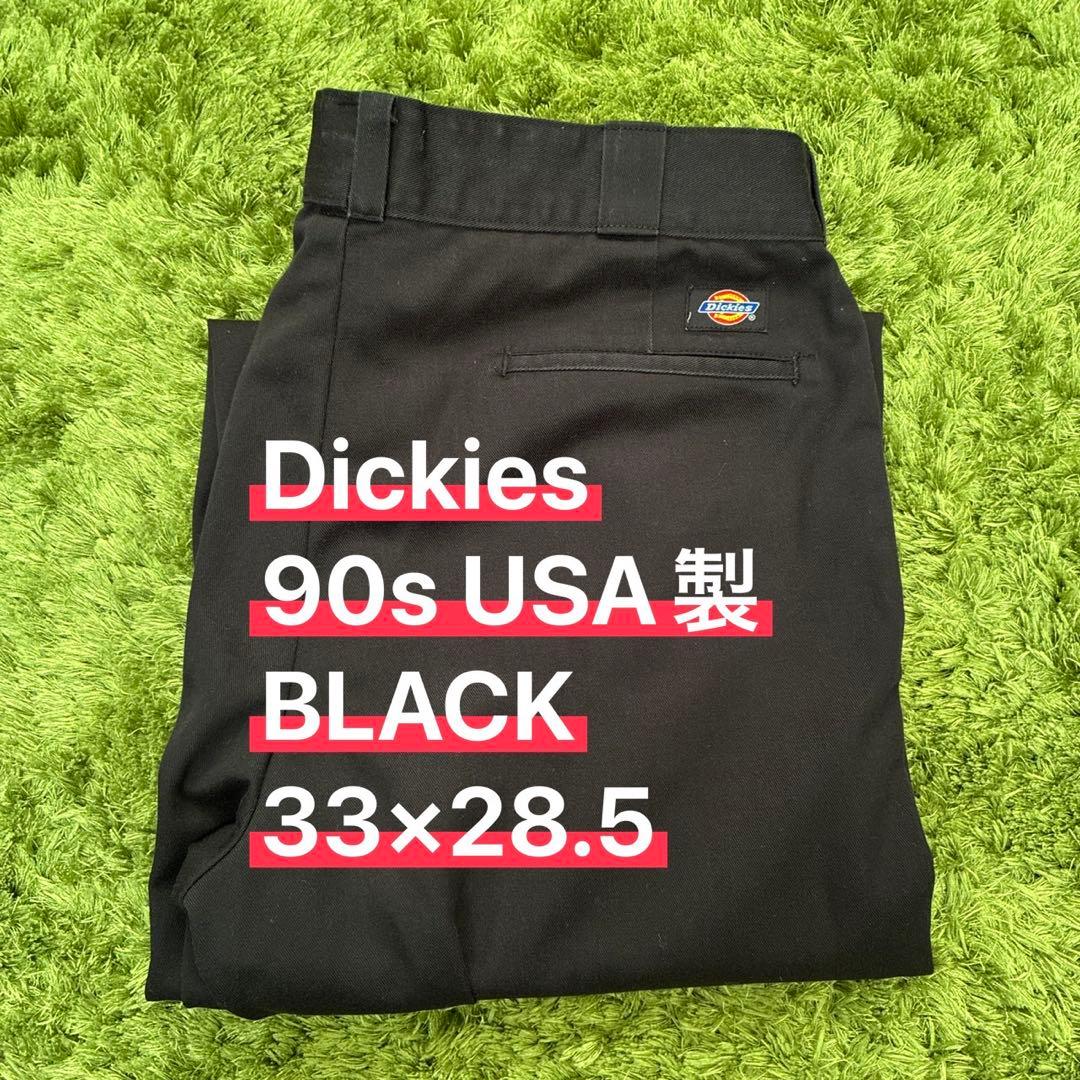 Dickies
®
Dickies
90s USA 製
BLACK
33×28.5